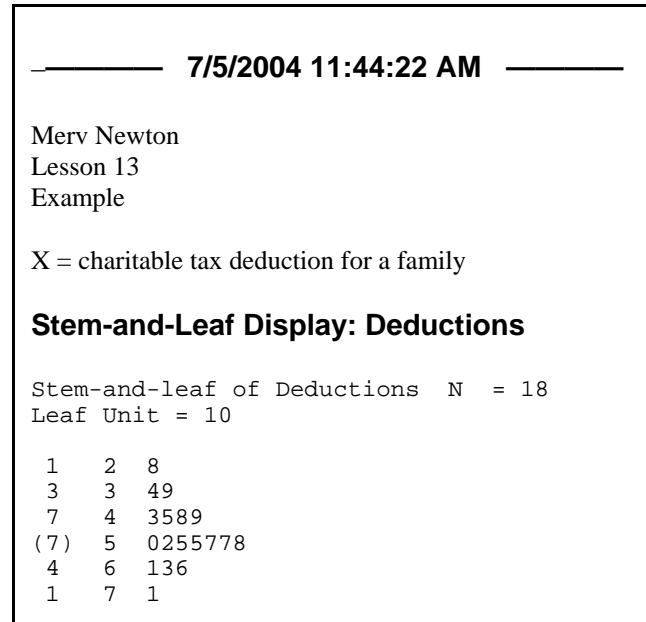 –———— 7/5/2004 11:44:22 AM ————
Merv Newton
Lesson 13
Example
X = charitable tax deduction for a family
Stem-and-Leaf Display: Deductions
Stem-and-leaf of Deductions  N  = 18
Leaf Unit = 10
1   2  8
3   3  49
7   4  3589
(7)  5  0255778
4   6  136
1   7  1